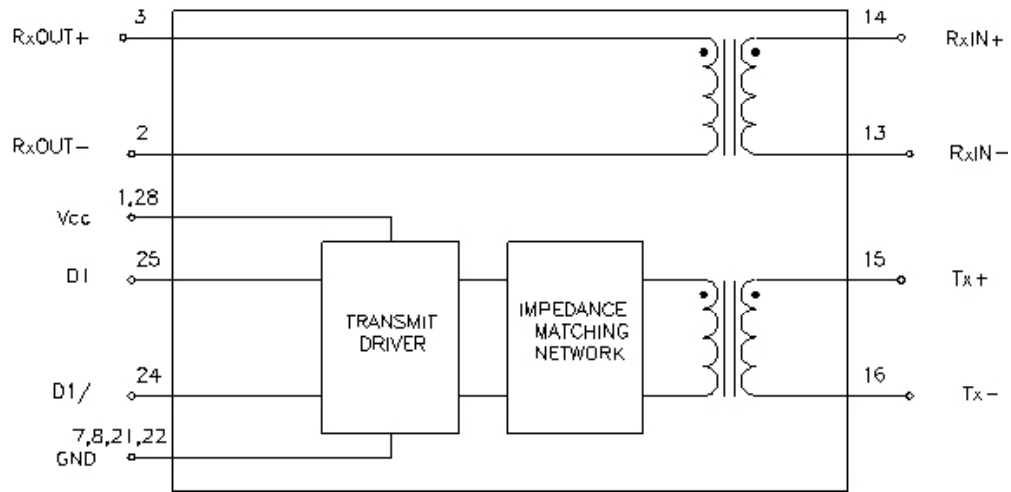 3
14
RxOUT+
RxIN+
2
13
RxOUT-
RxIN-
1,28
Vcc
25
15
D1
Tx+
TRANSMIT
DRIVER
IMPEDANCE
MATCHING
NETWORK
24
16
D1/
Tx-
7,8,21,22
GND